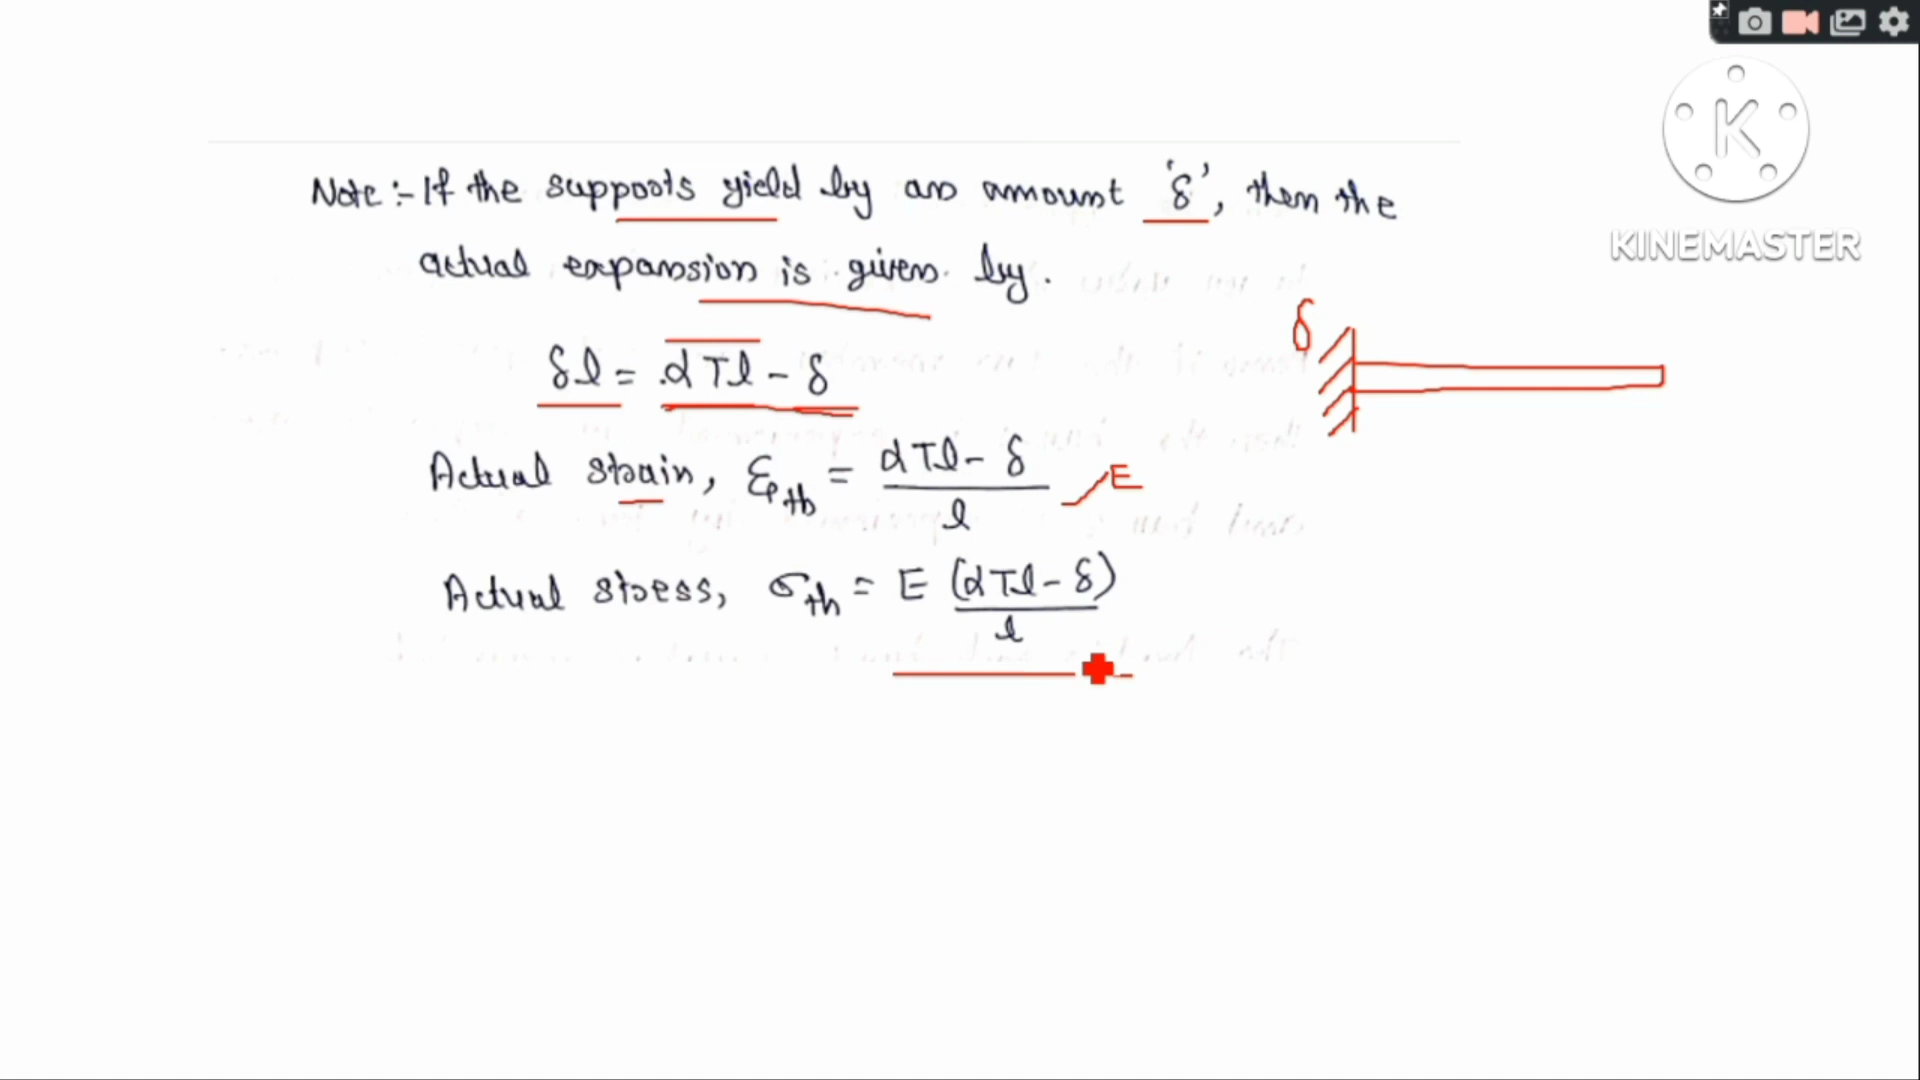 Note :- If the supports yield by an amount 'δ', then the
actual expansion is given by.
δl = αTl - δ
Actual strain, ε_th = (αTl - δ) / l
E
Actual stress, σ_th = E (αTl - δ) / l
δ
K
KINEMASTER